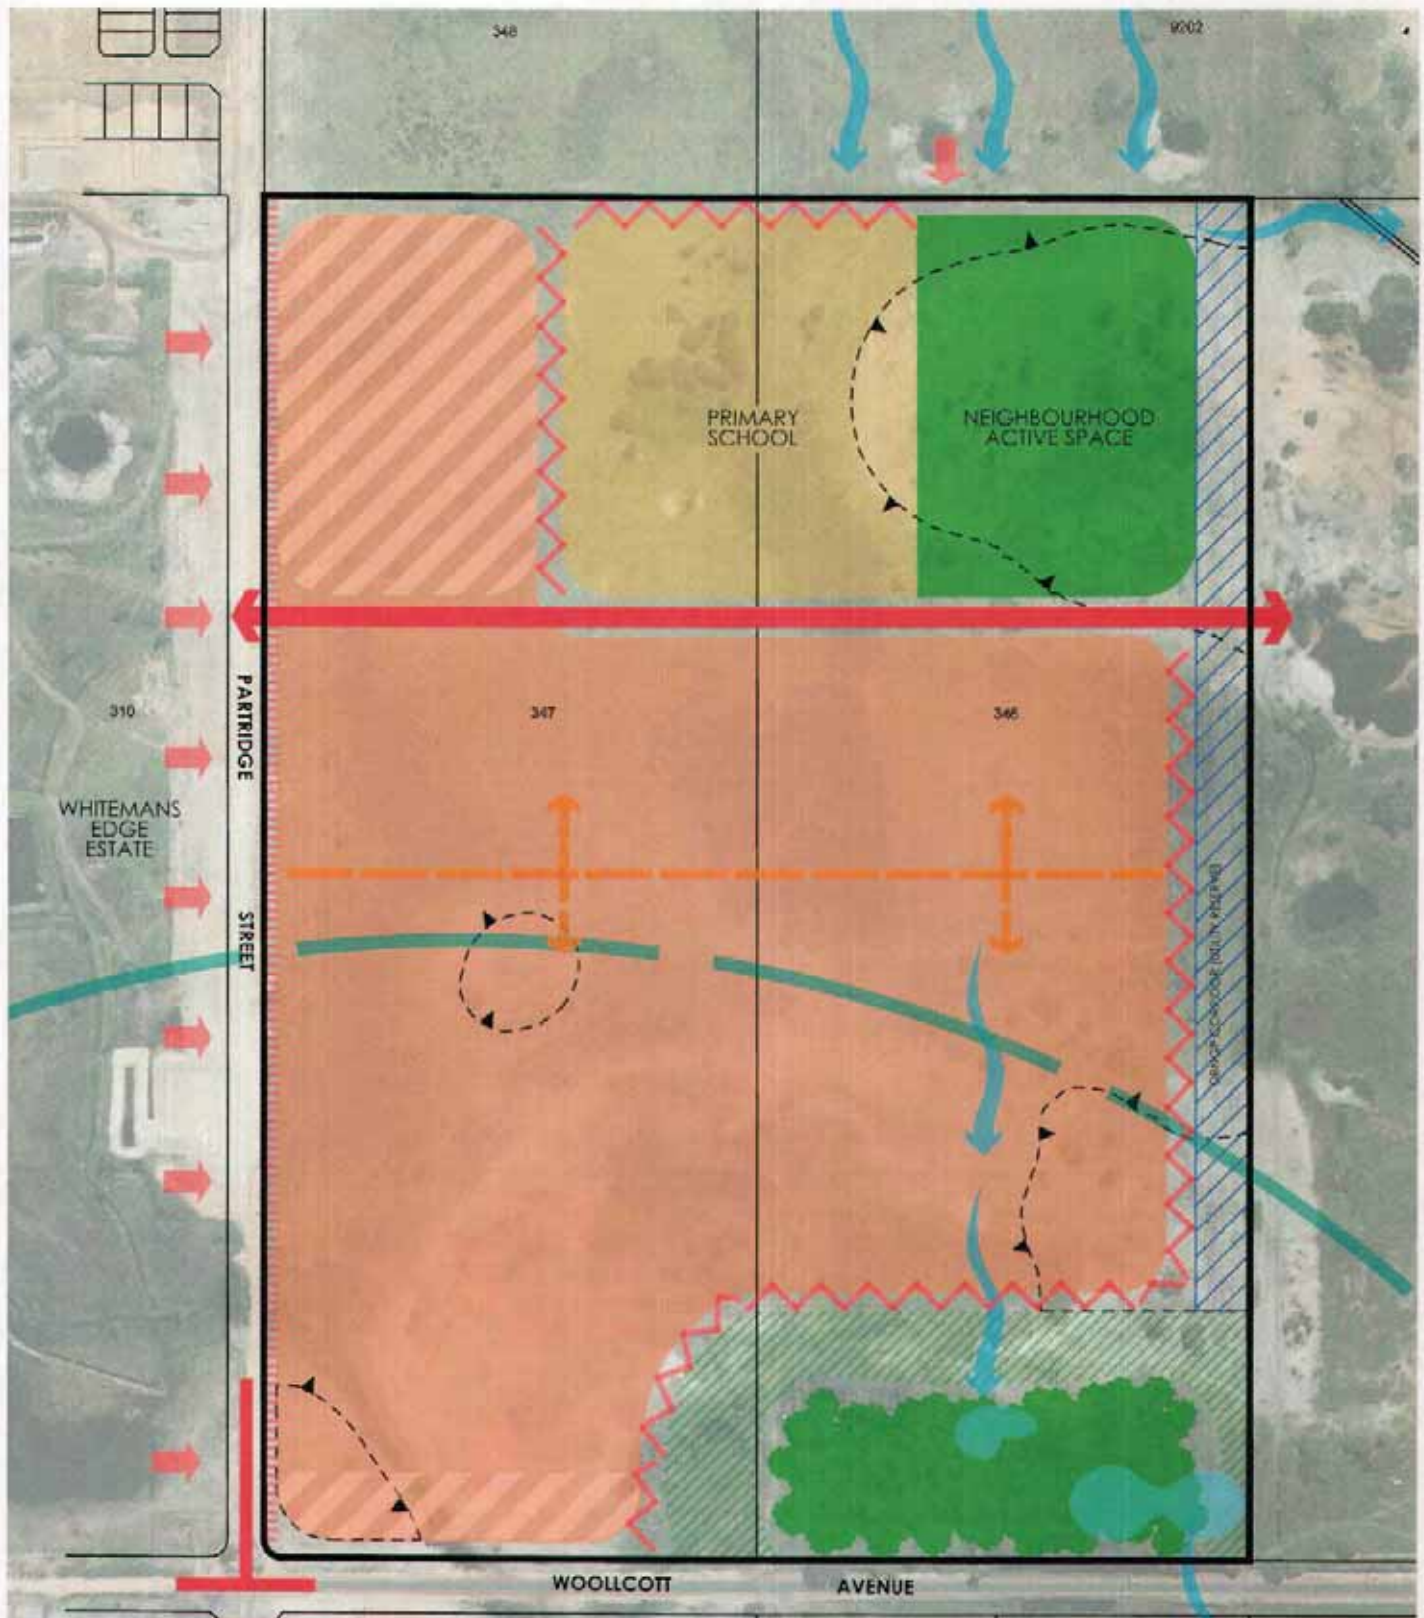 348
9202
PRIMARY
SCHOOL
NEIGHBOURHOOD
ACTIVE SPACE
PARTRIDGE
STREET
310
347
346
WHITEMANS
EDGE
ESTATE
WOOLLCOTT AVENUE